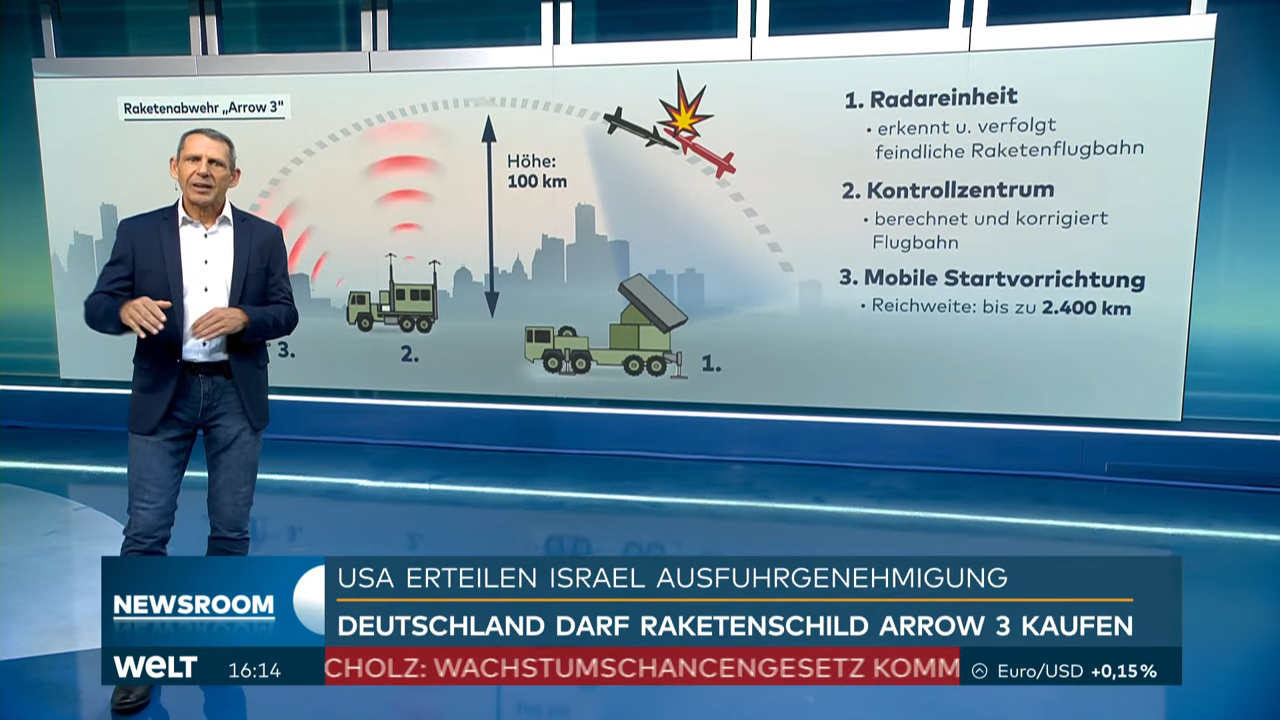 Raketenabwehr „Arrow 3"
Höhe:
100 km
3.
2.
1.
1. Radareinheit
• erkennt u. verfolgt
feindliche Raketenflugbahn
2. Kontrollzentrum
• berechnet und korrigiert
Flugbahn
3. Mobile Startvorrichtung
• Reichweite: bis zu 2.400 km
NEWSROOM
USA ERTEILEN ISRAEL AUSFUHRGENEHMIGUNG
DEUTSCHLAND DARF RAKETENSCHILD ARROW 3 KAUFEN
WELT 16:14
CHOLZ: WACHSTUMSCHANCENGESETZ KOMM
Euro/USD +0,15%